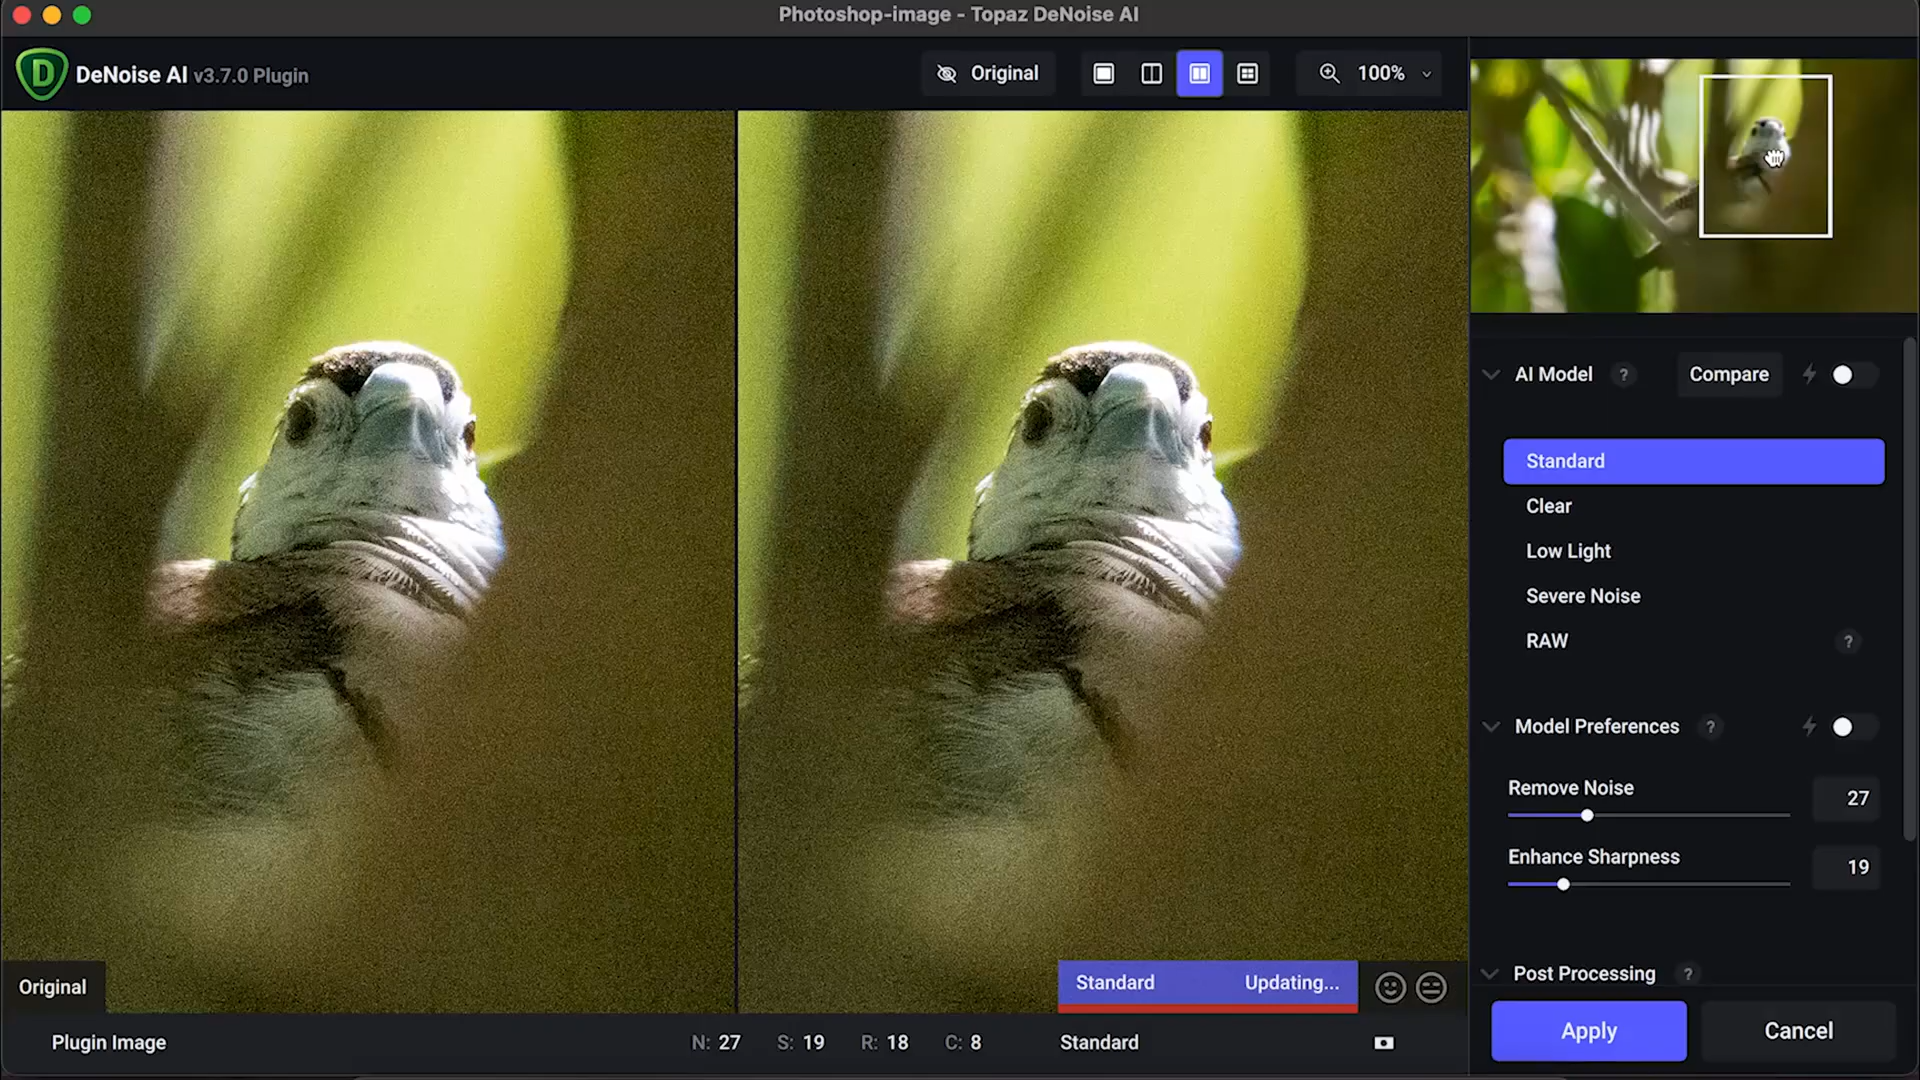 Photoshop-image - Topaz DeNoise AI
D
DeNoise AI v3.7.0 Plugin
Original
100%
AI Model ?
Compare
Standard
Clear
Low Light
Severe Noise
RAW ?
Model Preferences ?
Remove Noise 27
Enhance Sharpness 19
Post Processing ?
Original
Standard Updating...
Plugin Image
N: 27 S: 19 R: 18 C: 8 Standard
Apply
Cancel